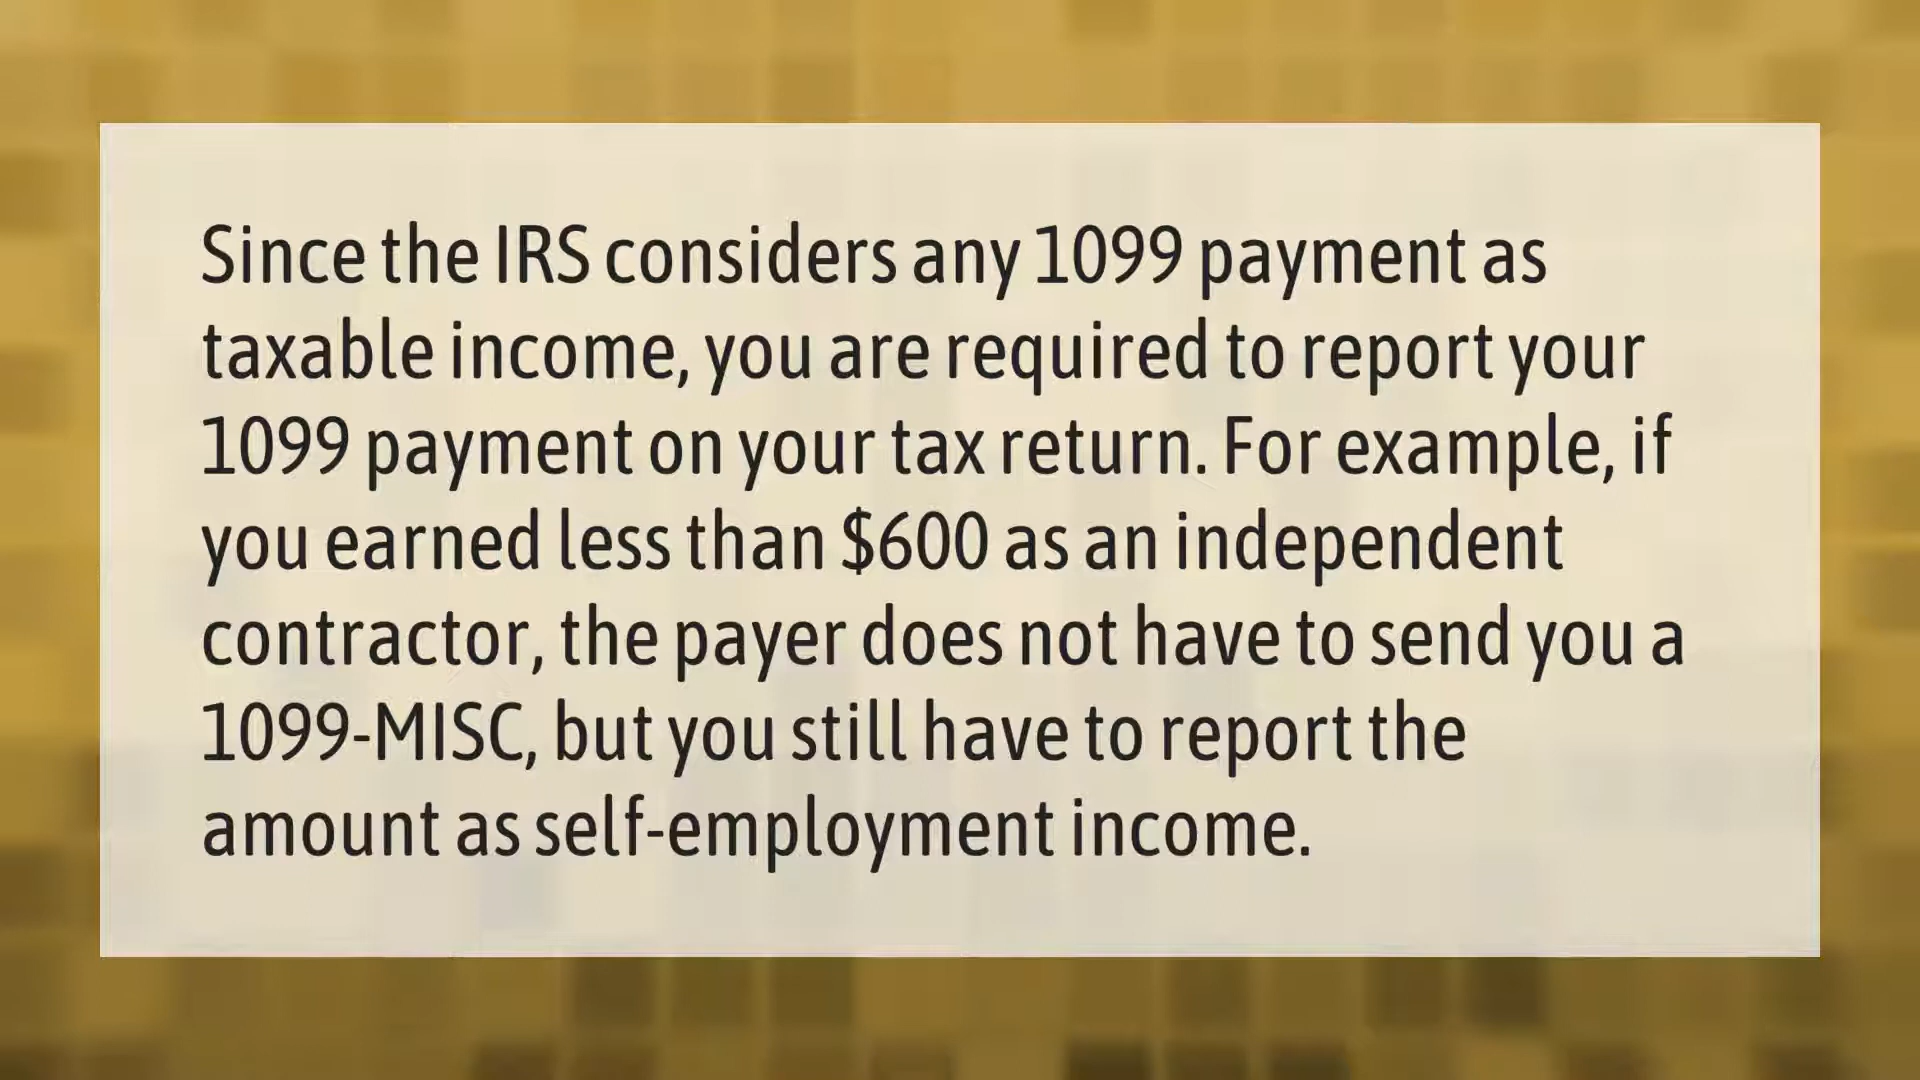 Since the IRS considers any 1099 payment as
taxable income, you are required to report your
1099 payment on your tax return. For example, if
you earned less than $600 as an independent
contractor, the payer does not have to send you a
1099-MISC, but you still have to report the
amount as self-employment income.